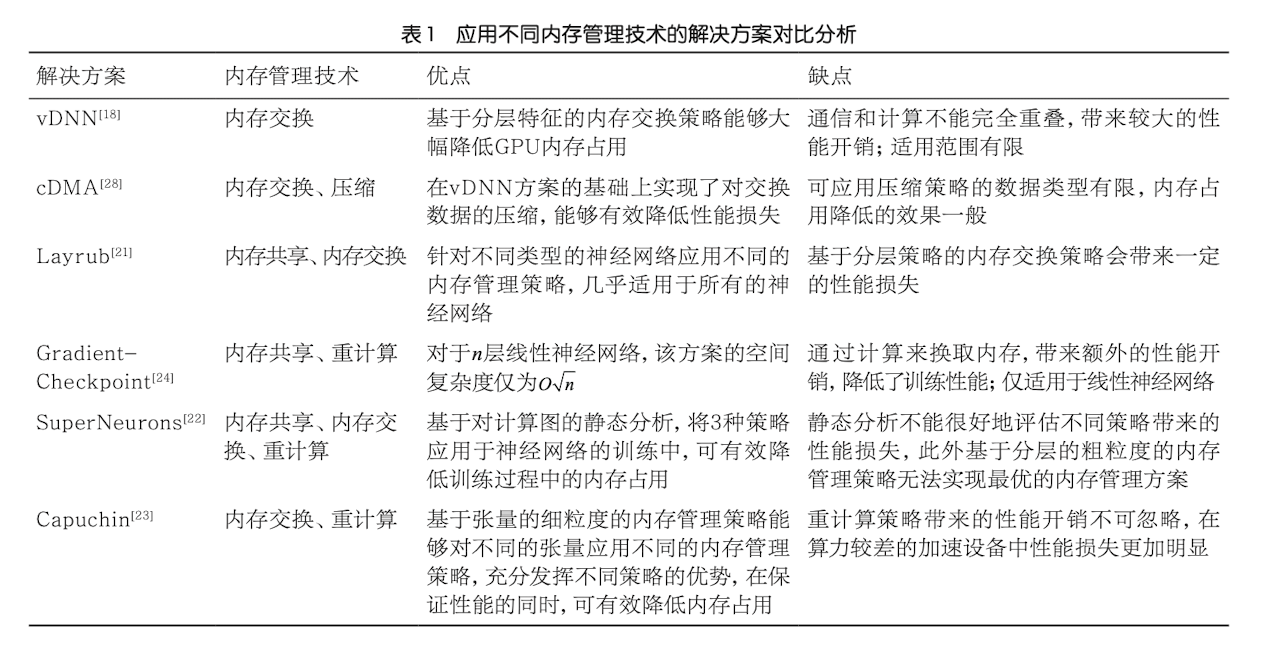 表1 应用不同内存管理技术的解决方案对比分析
解决方案 内存管理技术 优点 缺点
vDNN[18] 内存交换 基于分层特征的内存交换策略能够大 通信和计算不能完全重叠，带来较大的性
幅降低GPU内存占用 能开销；适用范围有限
cDMA[28] 内存交换、压缩 在vDNN方案的基础上实现了对交换 可应用压缩策略的数据类型有限，内存占
数据的压缩，能够有效降低性能损失 用降低的效果一般
Layrub[21] 内存共享、内存交换 针对不同类型的神经网络应用不同的 基于分层策略的内存交换策略会带来一定
内存管理策略，几乎适用于所有的神 的性能损失
经网络
Gradient– 内存共享、重计算 对于n层线性神经网络，该方案的空间 通过计算来换取内存，带来额外的性能开
Checkpoint[24] 复杂度仅为O√n 销，降低了训练性能；仅适用于线性神经网络
SuperNeurons[22] 内存共享、内存交 基于对计算图的静态分析，将3种策略 静态分析不能很好地评估不同策略带来的
换、重计算 应用于神经网络的训练中，可有效降 性能损失，此外基于分层的粗粒度的内存
低训练过程中的内存占用 管理策略无法实现最优的内存管理方案
Capuchin[23] 内存交换、重计算 基于张量的细粒度的内存管理策略能 重计算策略带来的性能开销不可忽略，在
够对不同的张量应用不同的内存管理 算力较差的加速设备中性能损失更加明显
策略，充分发挥不同策略的优势，在保
证性能的同时，可有效降低内存占用